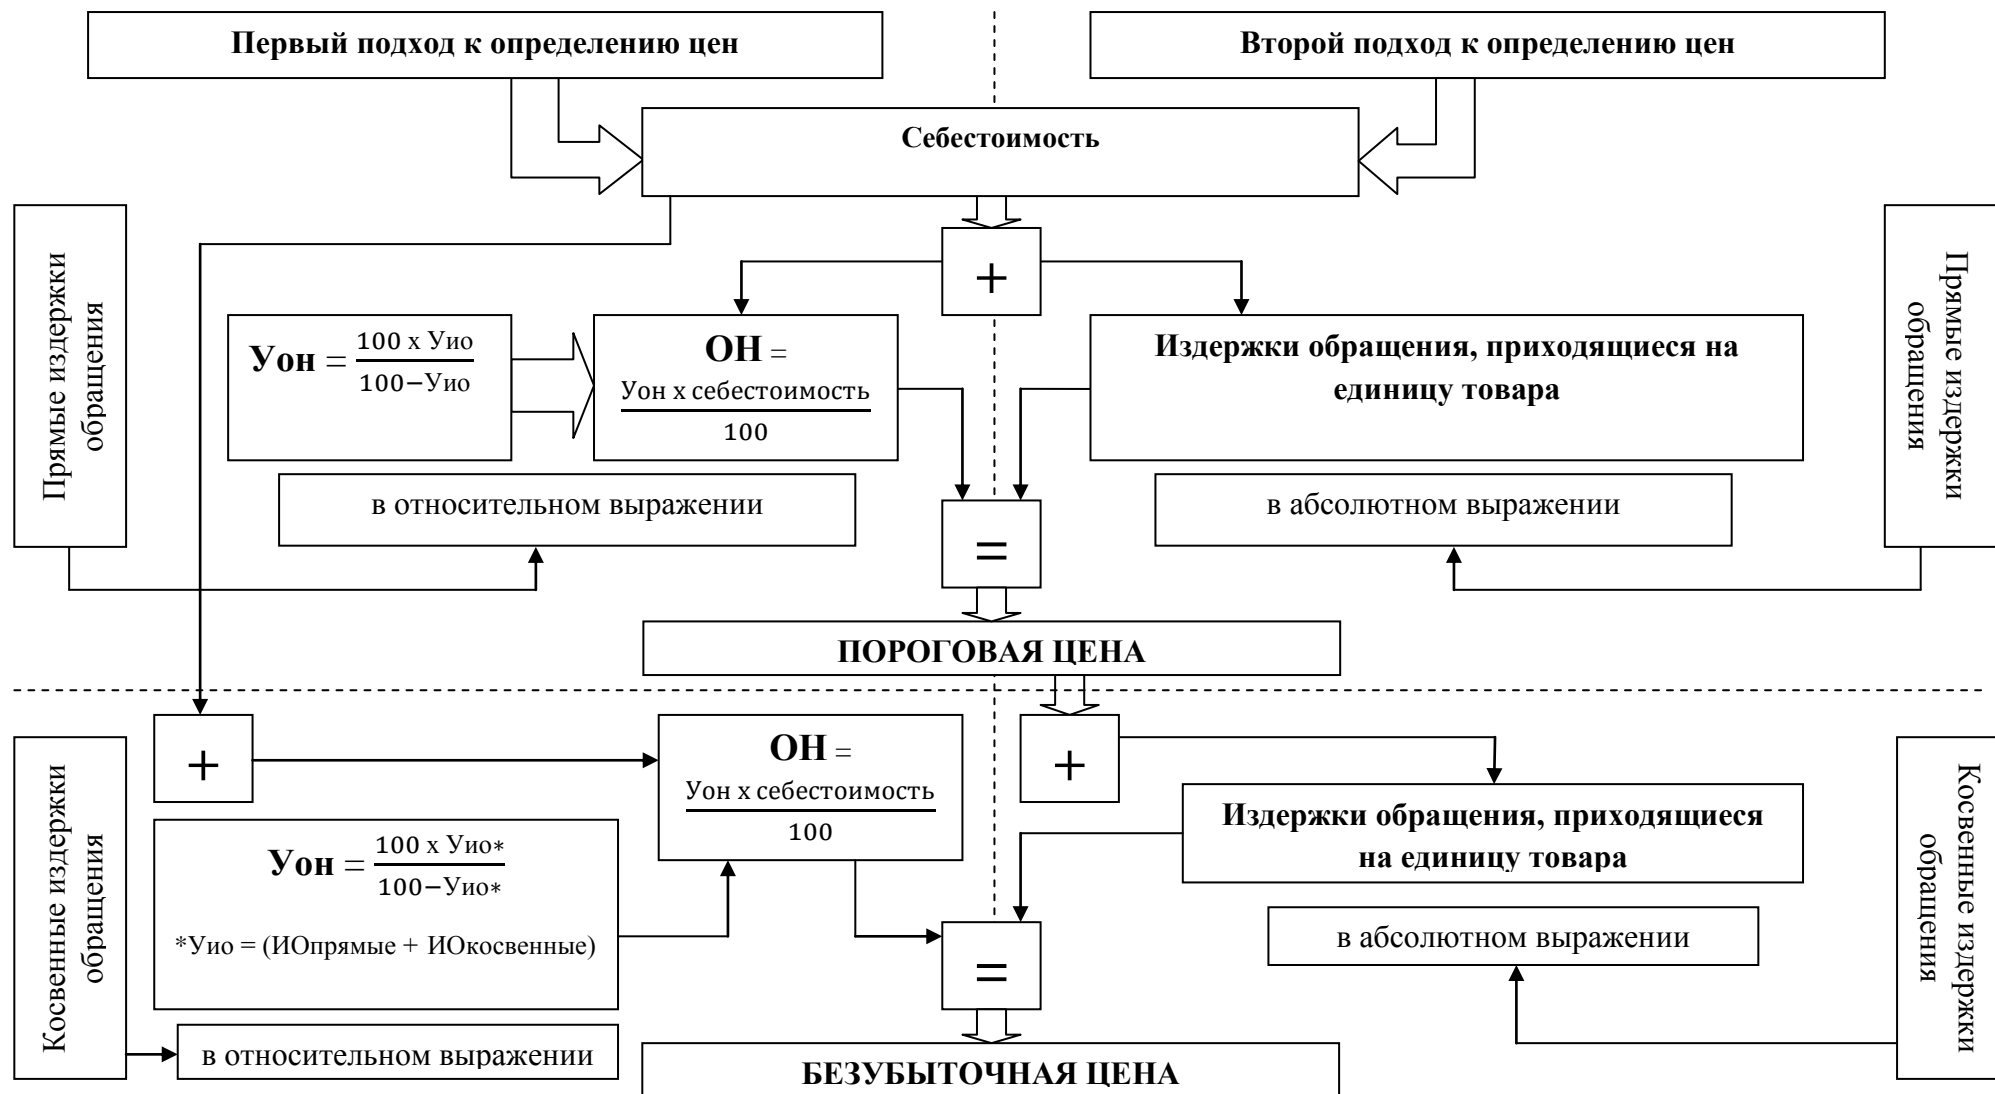 Первый подход к определению цен
Второй подход к определению цен
Себестоимость
Прямые издержки
обращения
+
Прямые издержки
обращения
Уон = 100 х Уио / 100−Уио
ОН =
Уон х себестоимость
100
Издержки обращения, приходящиеся на
единицу товара
в относительном выражении
=
в абсолютном выражении
ПОРОГОВАЯ ЦЕНА
Косвенные издержки
обращения
+
ОН =
Уон х себестоимость
100
+
Косвенные издержки
обращения
Издержки обращения, приходящиеся
на единицу товара
Уон = 100 х Уио* / 100−Уио*
*Уио = (ИОпрямые + ИОкосвенные)
=
в абсолютном выражении
в относительном выражении
БЕЗУБЫТОЧНАЯ ЦЕНА